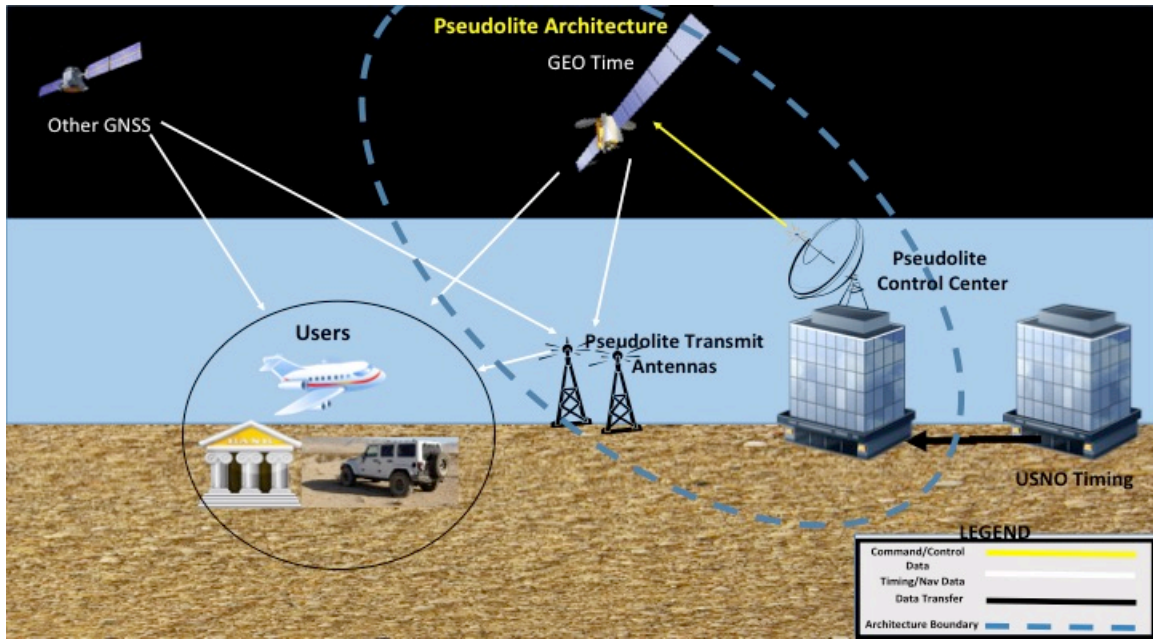 Pseudolite Architecture
GEO Time
Other GNSS
Pseudolite
Control Center
Users
Pseudolite Transmit
Antennas
BANK
USNO Timing
LEGEND
Command/Control
Data
Timing/Nav Data
Data Transfer
Architecture Boundary